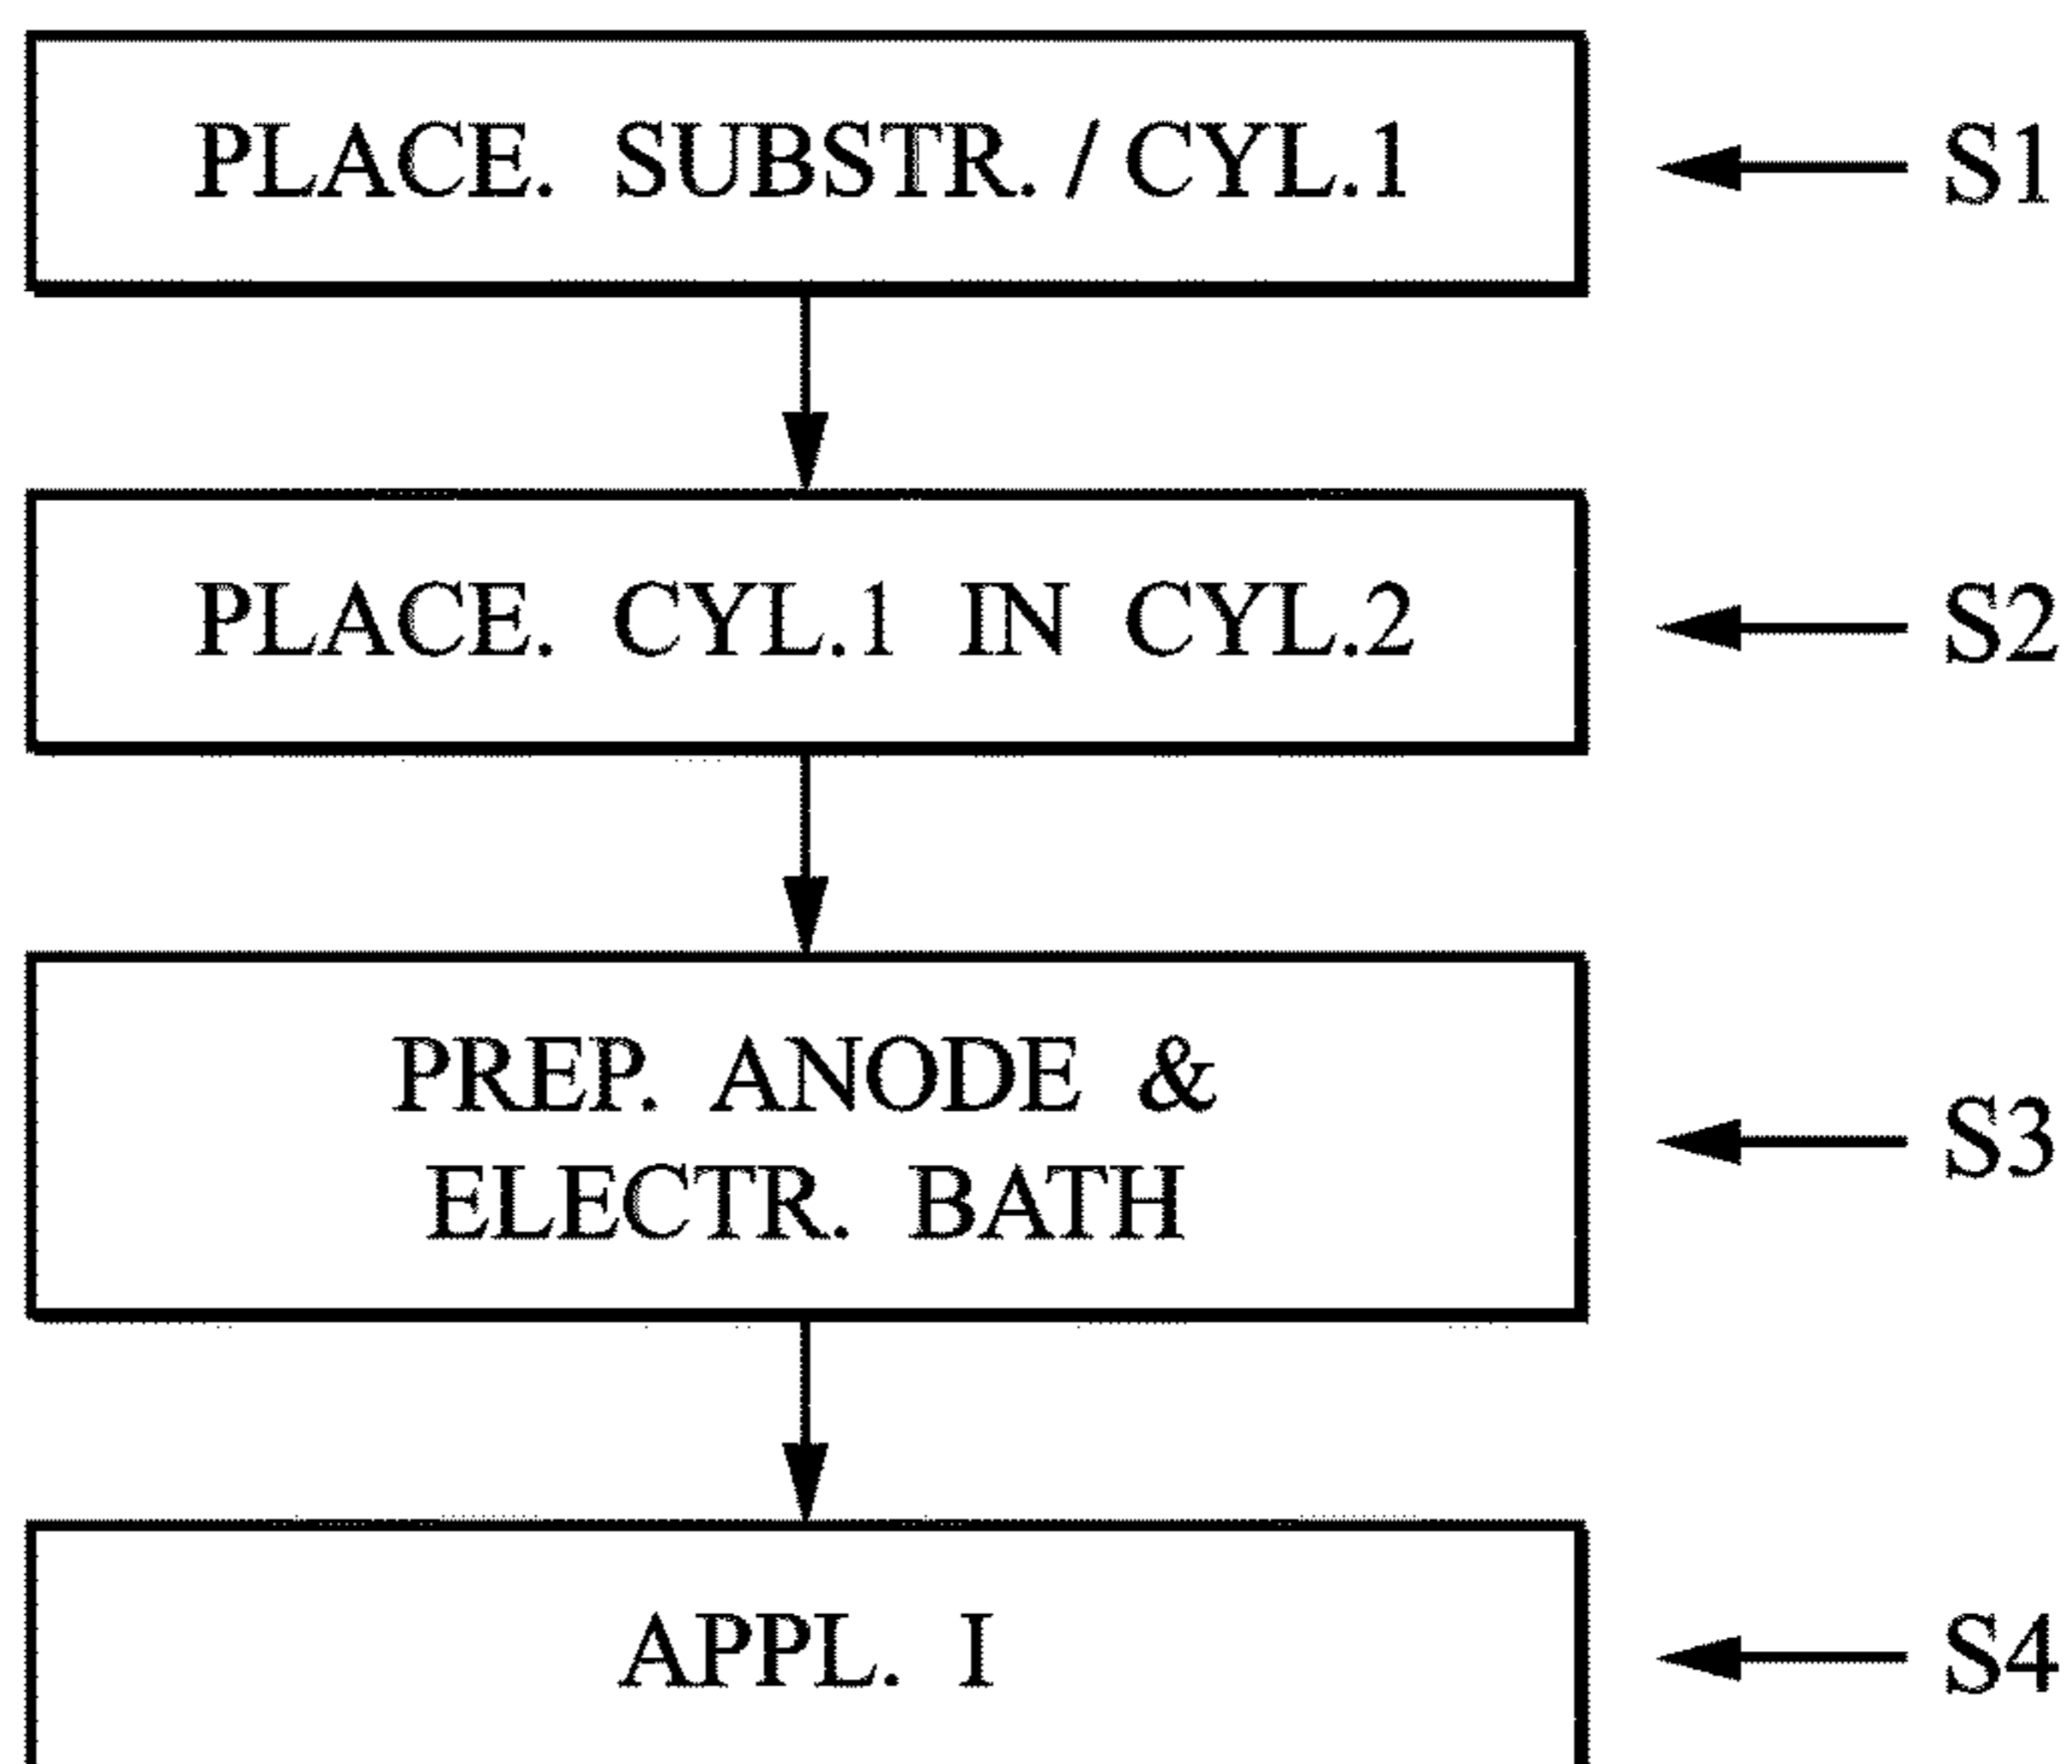 PLACE. SUBSTR. / CYL.1
S1
PLACE. CYL.1 IN CYL.2
S2
PREP. ANODE &
ELECTR. BATH
S3
APPL. I
S4